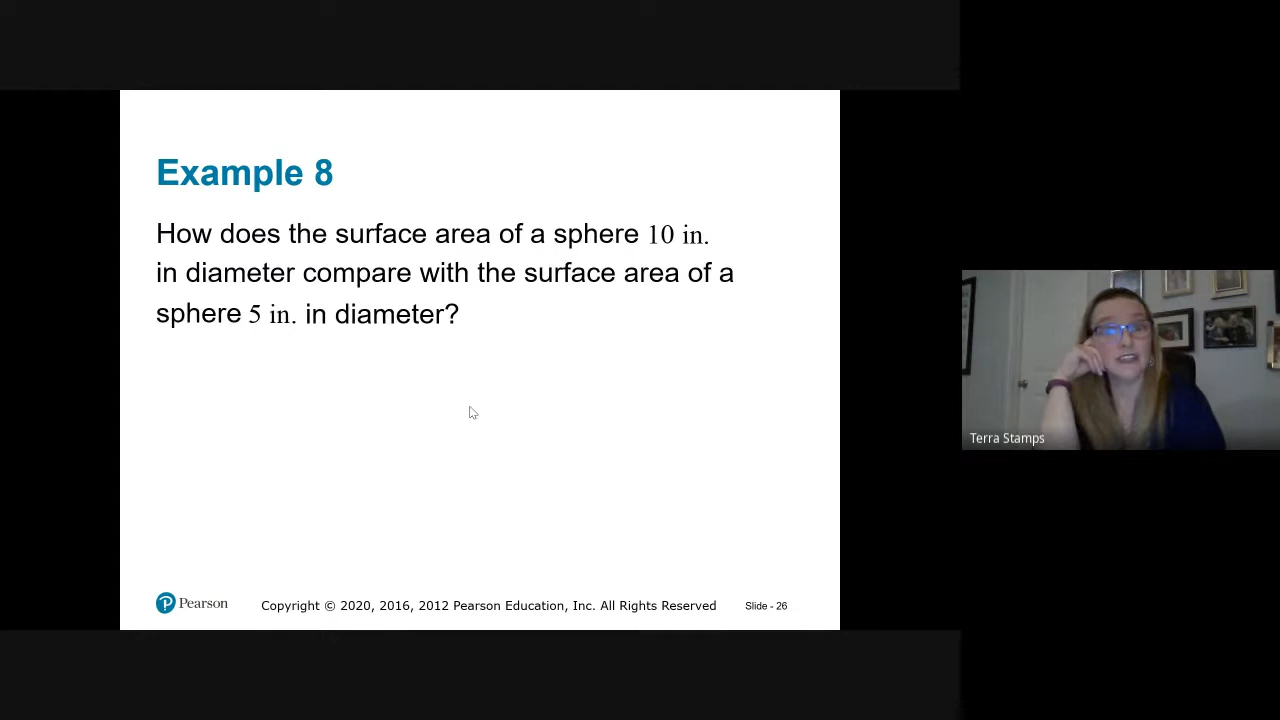 Example 8
How does the surface area of a sphere 10 in.
in diameter compare with the surface area of a
sphere 5 in. in diameter?
Terra Stamps
Pearson
Copyright © 2020, 2016, 2012 Pearson Education, Inc. All Rights Reserved
Slide - 26